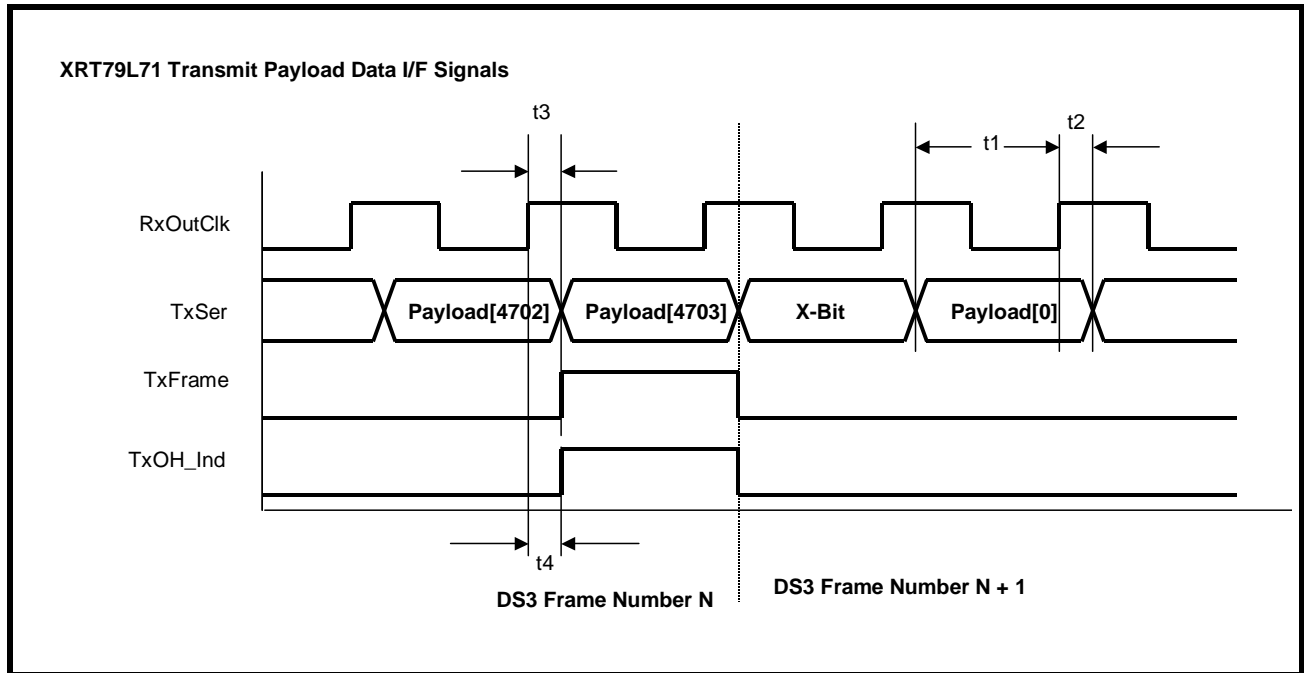 XRT79L71 Transmit Payload Data I/F Signals
t3
t2
t1
RxOutClk
TxSer
Payload[4702]
Payload[4703]
X-Bit
Payload[0]
TxFrame
TxOH_Ind
t4
DS3 Frame Number N
DS3 Frame Number N + 1